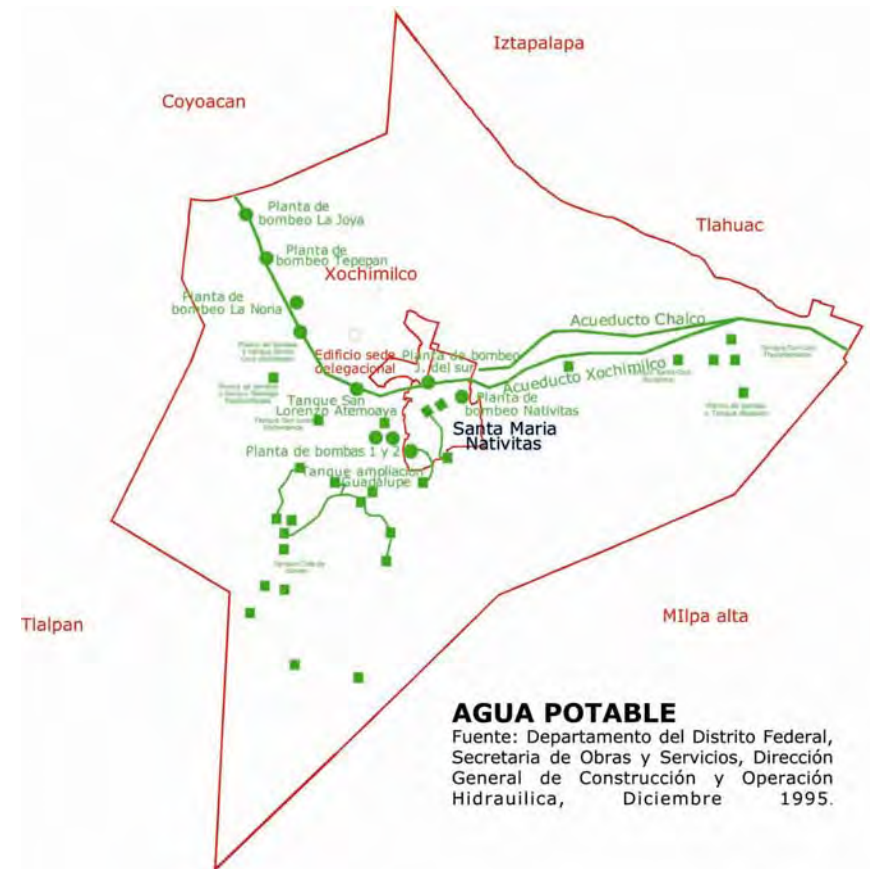 Iztapalapa
Coyoacan
Tlahuac
Planta de
bombeo La Joya
Planta de
bombeo Tepepan
Xochimilco
Planta de
bombeo La Noria
Acueducto Chalco
Edificio sede
delegacional
Planta de bombeo
J. del sur
Acueducto Xochimilco
Tanque San
Lorenzo Atemoaya
Planta de
bombeo Nativitas
Santa Maria
Nativitas
Planta de bombas 1 y 2
Tanque ampliación
Guadalupe
Tlalpan
MIlpa alta
AGUA POTABLE
Fuente: Departamento del Distrito Federal,
Secretaria de Obras y Servicios, Dirección
General de Construcción y Operación
Hidrauilica, Diciembre 1995.